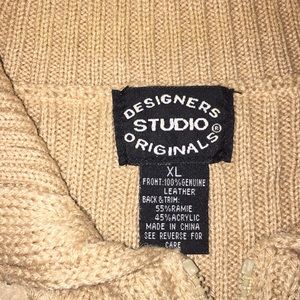 DESIGNERS
STUDIO®
ORIGINALS
XL
FRONT:100%GENUINE
LEATHER
BACK&TRIM:
55%RAMIE
45%ACRYLIC
MADE IN CHINA
SEE REVERSE FOR
CARE